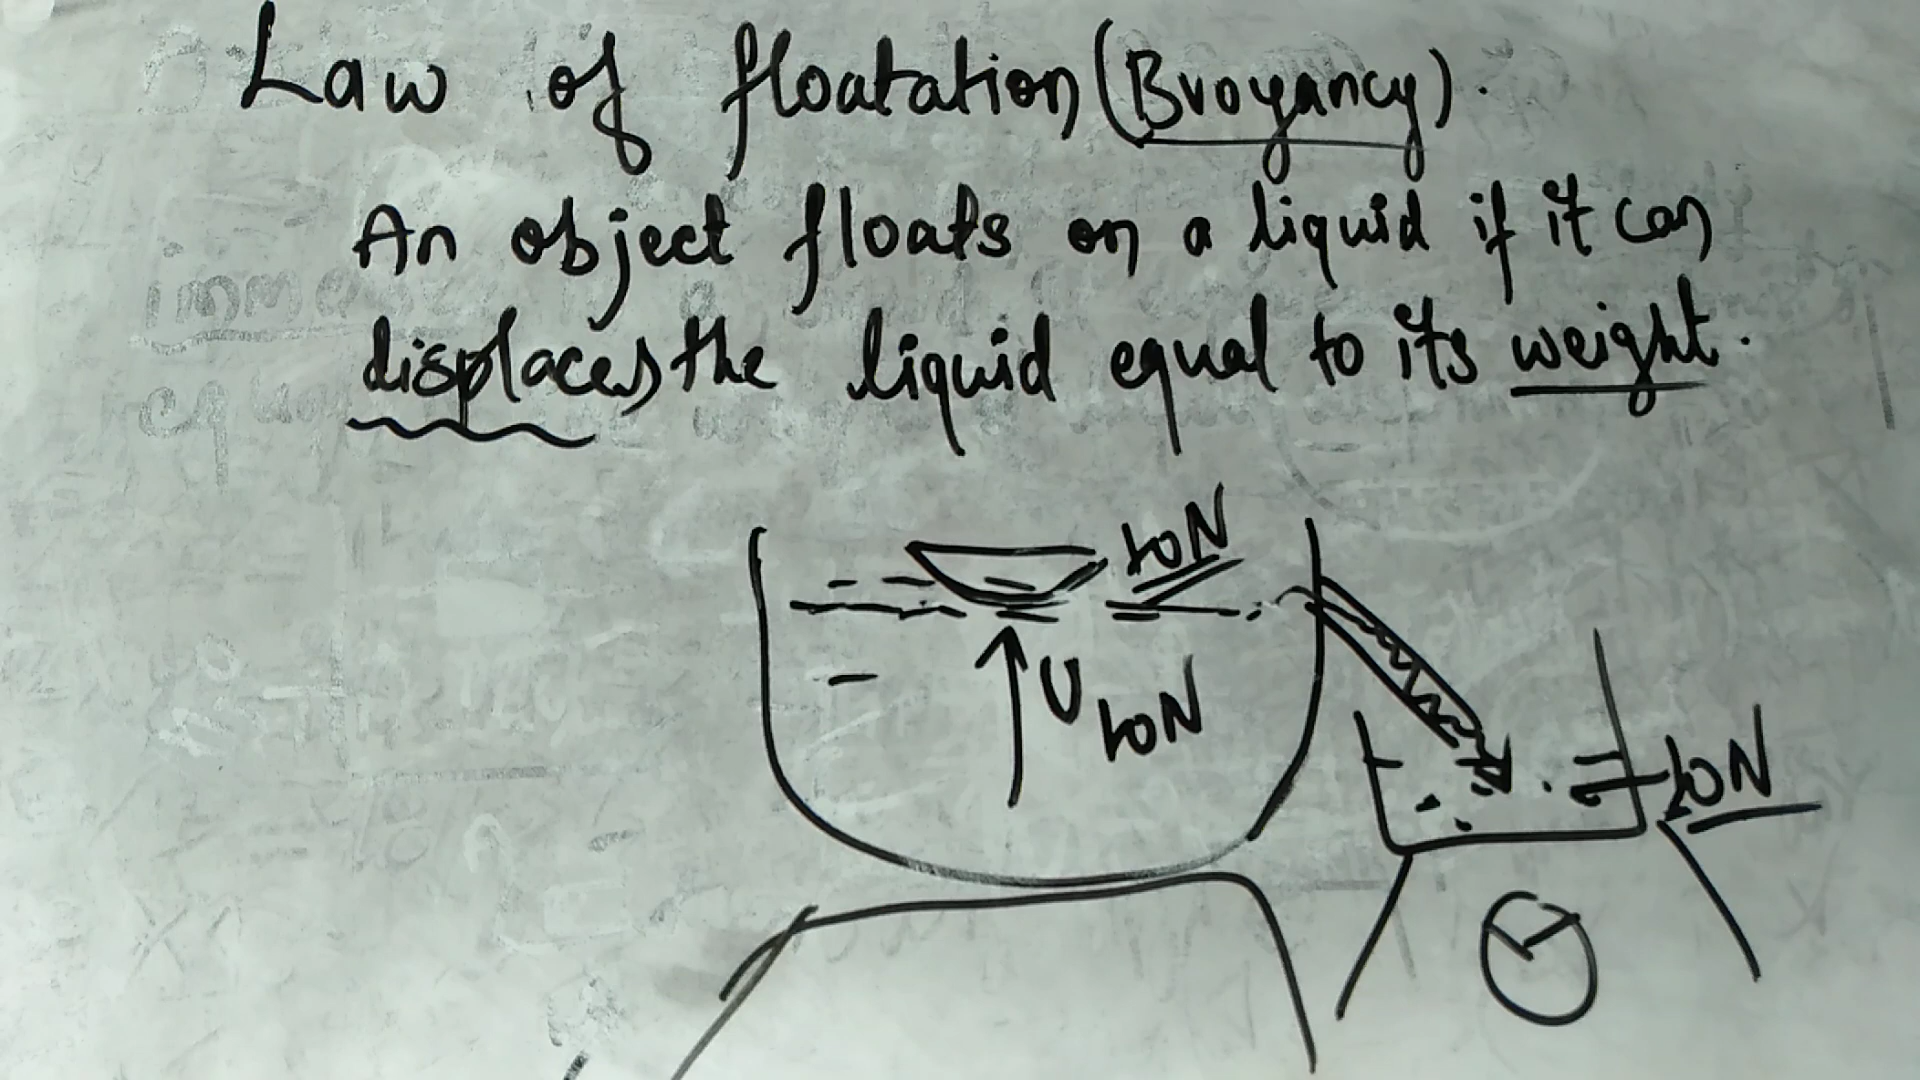 Law of floatation (Buoyancy).
An object floats on a liquid if it can
displaces the liquid equal to its weight.
10N
U
10N
10N